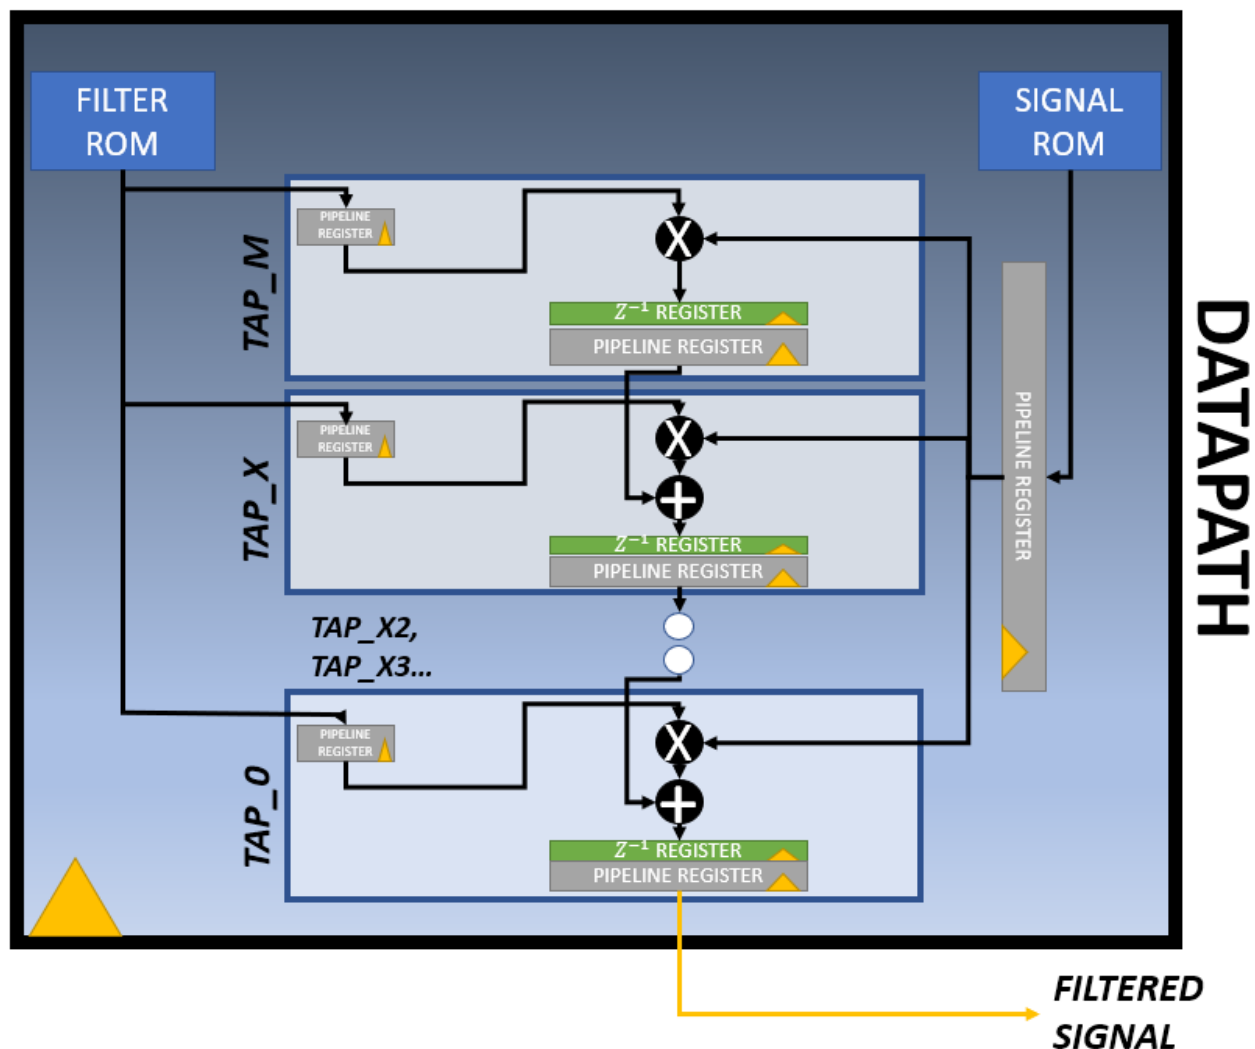 FILTER
ROM
SIGNAL
ROM
TAP_M
PIPELINE
REGISTER
Z⁻¹ REGISTER
PIPELINE REGISTER
TAP_X
PIPELINE
REGISTER
X
X
+
Z⁻¹ REGISTER
PIPELINE REGISTER
PIPELINE REGISTER
DATAPATH
TAP_X2,
TAP_X3...
TAP_0
PIPELINE
REGISTER
X
+
Z⁻¹ REGISTER
PIPELINE REGISTER
FILTERED
SIGNAL